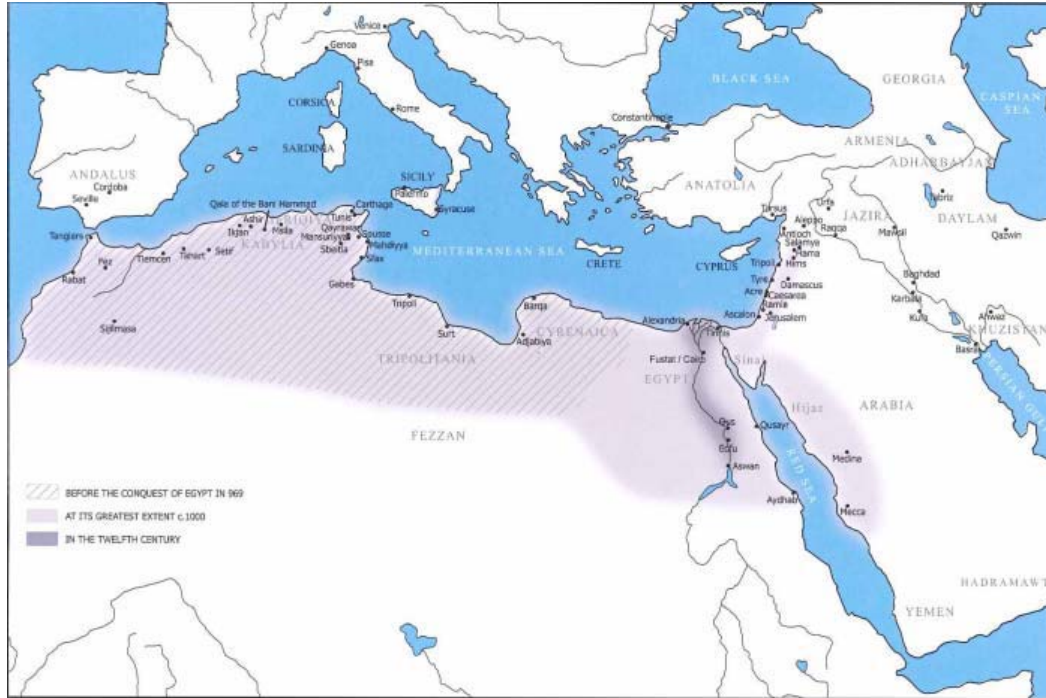 Venice
Genoa
Pisa
BLACK SEA
GEORGIA
CASPIAN
SEA
CORSICA
Rome
Constantinople
ARMENIA
ADHARBAYJAN
SARDINIA
ANDALUS
Cordoba
Seville
SICILY
Palermo
Syracuse
ANATOLIA
Tarsus
Urfa
JAZIRA
Tebriz
DAYLAM
Qazwin
Qala of the Bani Hammad
Carthage
Tunis
Aleppo
Antioch
Raqqa
Mawsil
Tangiers
Ashir
Ikjan
Msila
KABYLIA
Qayrawan
Mansuriyya
Sousse
Mahdiyya
Sbeitla
Sfax
MEDITERRANEAN SEA
CRETE
CYPRUS
Salamya
Hama
Hims
Tripoli
Fez
Tlemcen
Tahart
Setif
Rabat
Gabes
Tyre
Damascus
Acre
Caesarea
Ramla
Ascalon
Jerusalem
Baghdad
Karbala
Kufa
Ahwaz
KHUZISTAN
Basra
PERSIAN GULF
Sijilmasa
Tripoli
Surt
Barqa
Adjabiya
CYRENAICA
TRIPOLITANIA
Alexandria
Tinnis
Fustat / Cairo
Sinai
EGYPT
Hijaz
ARABIA
FEZZAN
Qus
Edfu
Aswan
Qusayr
RED SEA
Medine
Aydhab
Mecca
HADRAMAWT
YEMEN
BEFORE THE CONQUEST OF EGYPT IN 969
AT ITS GREATEST EXTENT c.1000
IN THE TWELFTH CENTURY